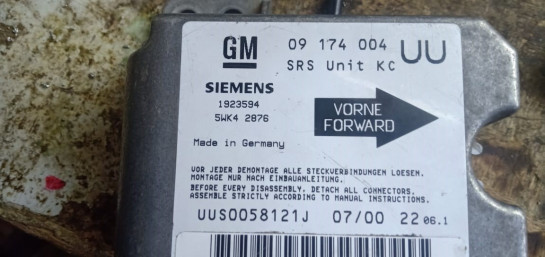 GM 09 174 004 UU
SRS Unit KC
SIEMENS
1923594
5WK4 2876
VORNE
FORWARD
Made in Germany
VOR JEDER DEMONTAGE ALLE STECKVERBINDUNGEN LOESEN.
MONTAGE NUR NACH EINBAUANLEITUNG.
BEFORE EVERY DISASSEMBLY, DETACH ALL CONNECTORS.
ASSEMBLE STRICTLY ACCORDING TO MANUAL INSTRUCTIONS.
UUS0058121J 07/00 22 06.1